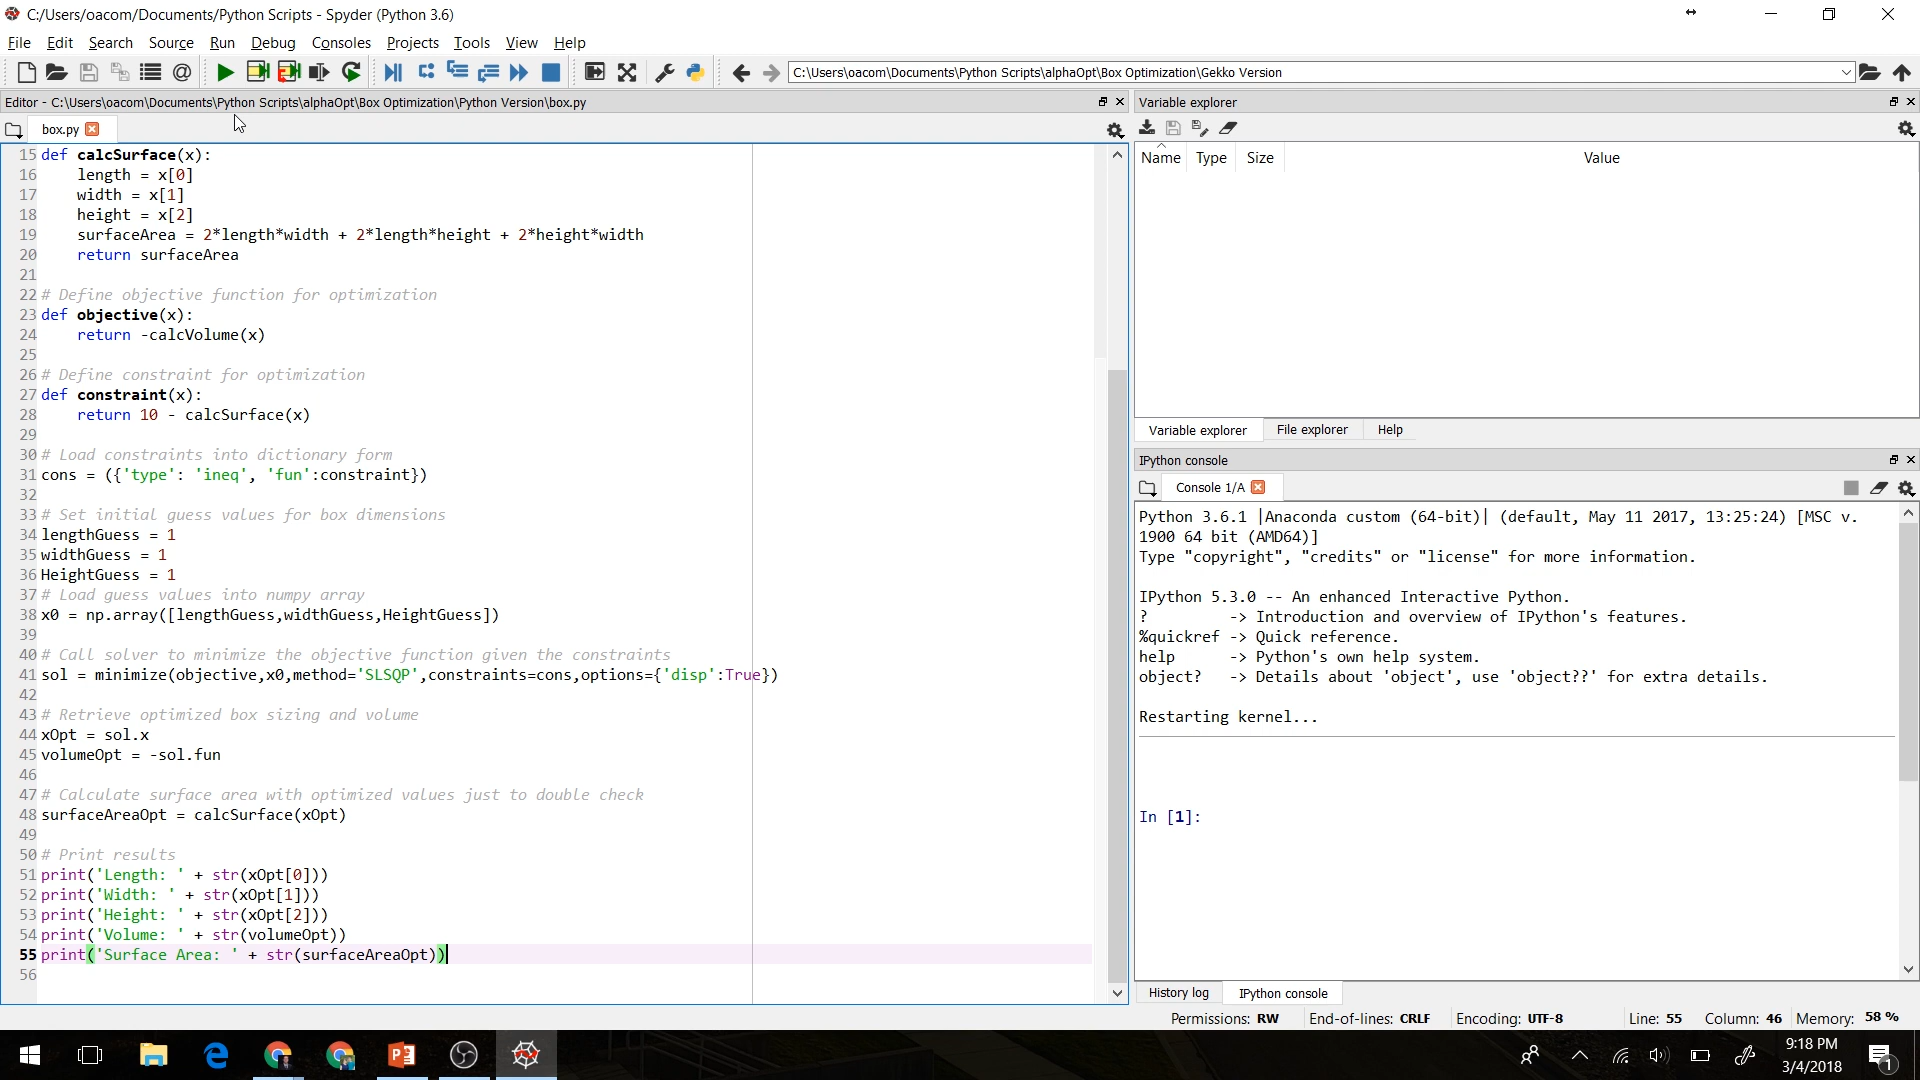 C:/Users/oacom/Documents/Python Scripts - Spyder (Python 3.6)
File Edit Search Source Run Debug Consoles Projects Tools View Help
C:\Users\oacom\Documents\Python Scripts\alphaOpt\Box Optimization\Gekko Version
Editor - C:\Users\oacom\Documents\Python Scripts\alphaOpt\Box Optimization\Python Version\box.py
box.py
15 def calcSurface(x):
16 length = x[0]
17 width = x[1]
18 height = x[2]
19 surfaceArea = 2*length*width + 2*length*height + 2*height*width
20 return surfaceArea
21
22 # Define objective function for optimization
23 def objective(x):
24 return -calcVolume(x)
25
26 # Define constraint for optimization
27 def constraint(x):
28 return 10 - calcSurface(x)
29
30 # Load constraints into dictionary form
31 cons = ({'type': 'ineq', 'fun':constraint})
32
33 # Set initial guess values for box dimensions
34 lengthGuess = 1
35 widthGuess = 1
36 HeightGuess = 1
37 # Load guess values into numpy array
38 x0 = np.array([lengthGuess,widthGuess,HeightGuess])
39
40 # Call solver to minimize the objective function given the constraints
41 sol = minimize(objective,x0,method='SLSQP',constraints=cons,options={'disp':True})
42
43 # Retrieve optimized box sizing and volume
44 xOpt = sol.x
45 volumeOpt = -sol.fun
46
47 # Calculate surface area with optimized values just to double check
48 surfaceAreaOpt = calcSurface(xOpt)
49
50 # Print results
51 print('Length: ' + str(xOpt[0]))
52 print('Width: ' + str(xOpt[1]))
53 print('Height: ' + str(xOpt[2]))
54 print('Volume: ' + str(volumeOpt))
55 print('Surface Area: ' + str(surfaceAreaOpt))
56
Variable explorer
Name Type Size Value
Variable explorer File explorer Help
IPython console
Console 1/A
Python 3.6.1 |Anaconda custom (64-bit)| (default, May 11 2017, 13:25:24) [MSC v.
1900 64 bit (AMD64)]
Type "copyright", "credits" or "license" for more information.
IPython 5.3.0 -- An enhanced Interactive Python.
? -> Introduction and overview of IPython's features.
%quickref -> Quick reference.
help -> Python's own help system.
object? -> Details about 'object', use 'object??' for extra details.
Restarting kernel...
In [1]:
History log IPython console
Permissions: RW End-of-lines: CRLF Encoding: UTF-8 Line: 55 Column: 46 Memory: 58 %
9:18 PM
3/4/2018
1